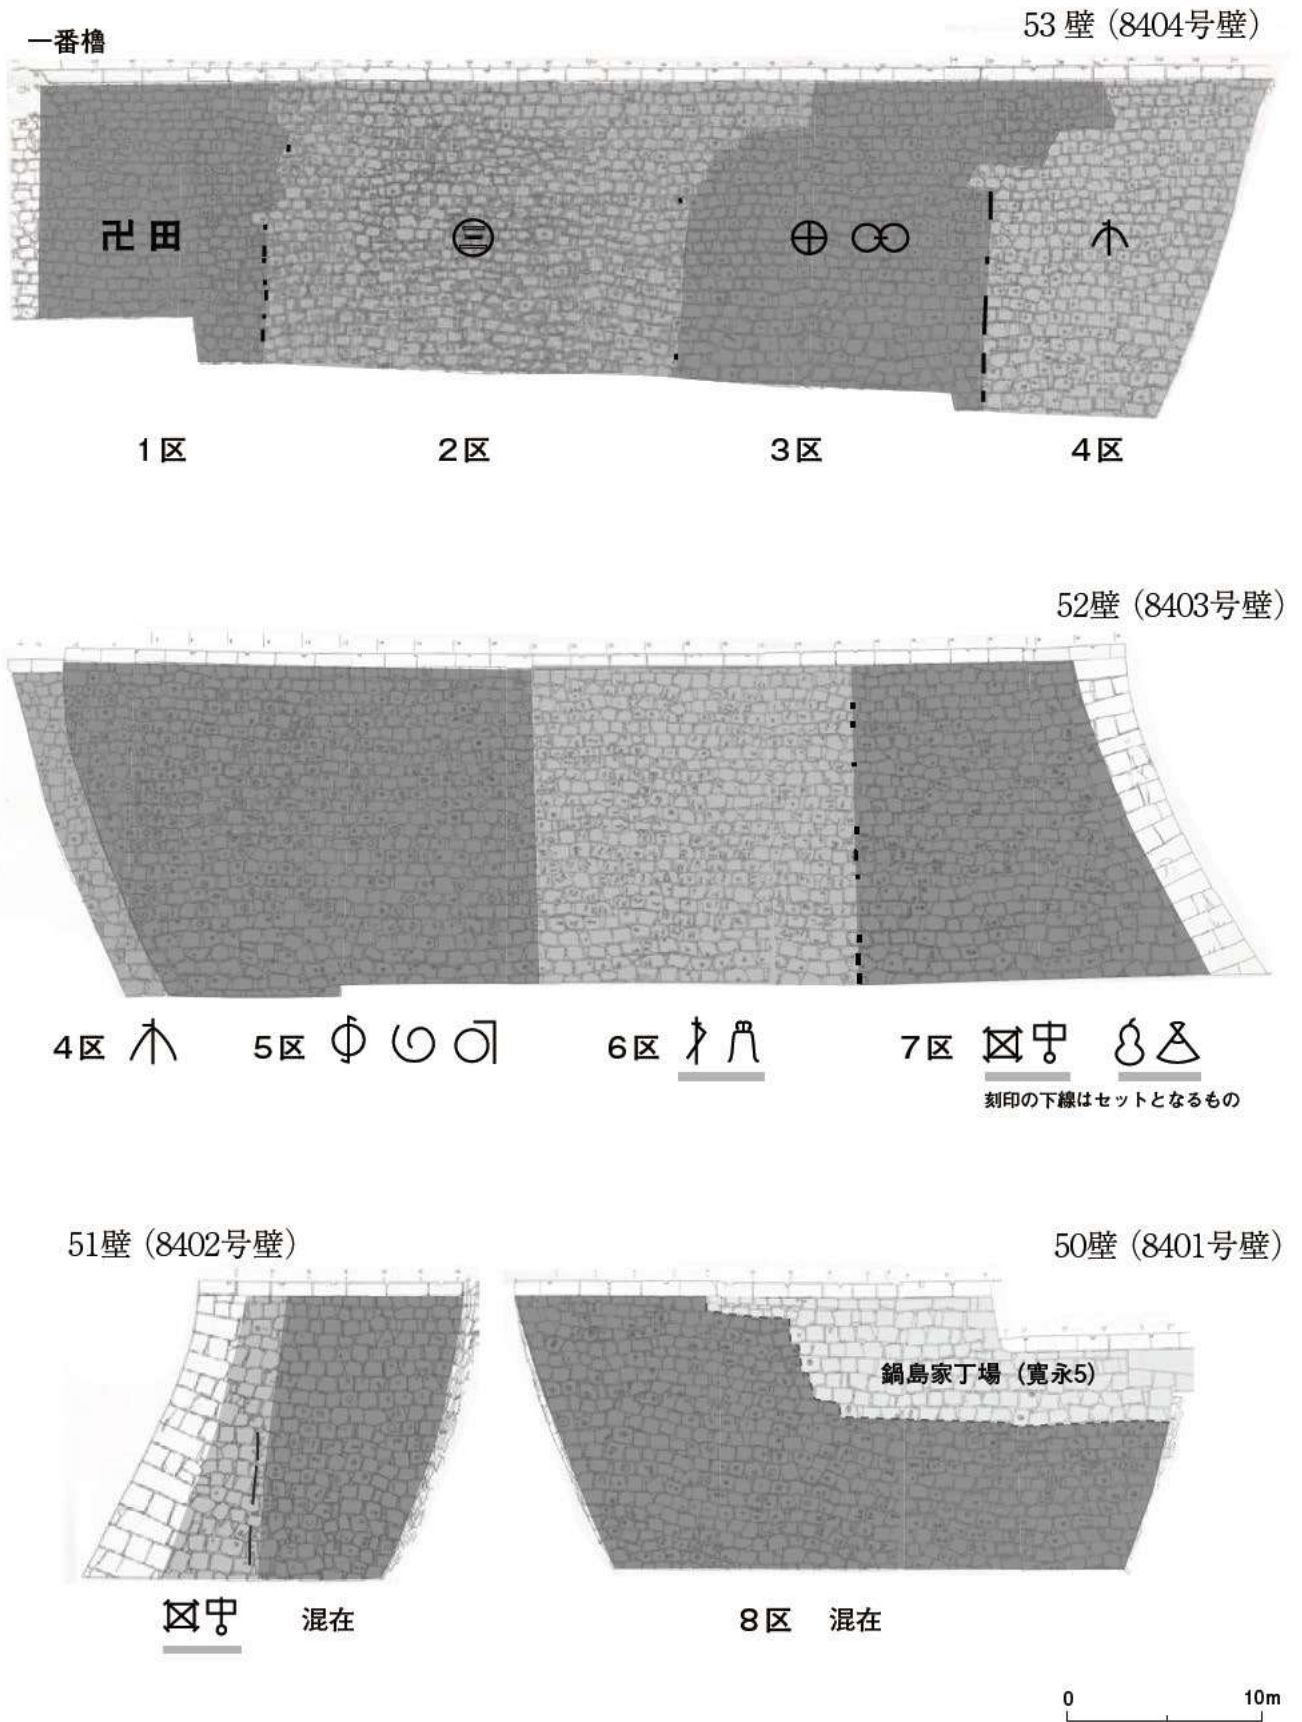 53壁（8404号壁）
一番櫓
卍 田
1区 2区 3区 4区
52壁（8403号壁）
4区 5区 6区 7区
刻印の下線はセットとなるもの
51壁（8402号壁） 50壁（8401号壁）
鍋島家丁場（寛永5）
混在 8区 混在
0 10m